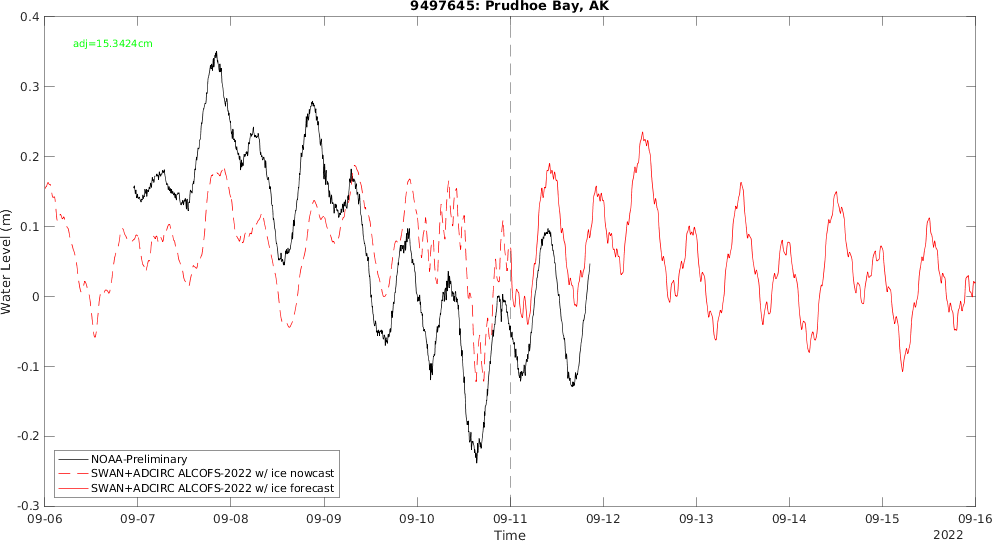 9497645: Prudhoe Bay, AK
adj=15.3424cm
0.4
0.3
0.2
0.1
0
-0.1
-0.2
-0.3
Water Level (m)
NOAA-Preliminary
SWAN+ADCIRC ALCOFS-2022 w/ ice nowcast
SWAN+ADCIRC ALCOFS-2022 w/ ice forecast
09-06 09-07 09-08 09-09 09-10 09-11 09-12 09-13 09-14 09-15 09-16
Time
2022